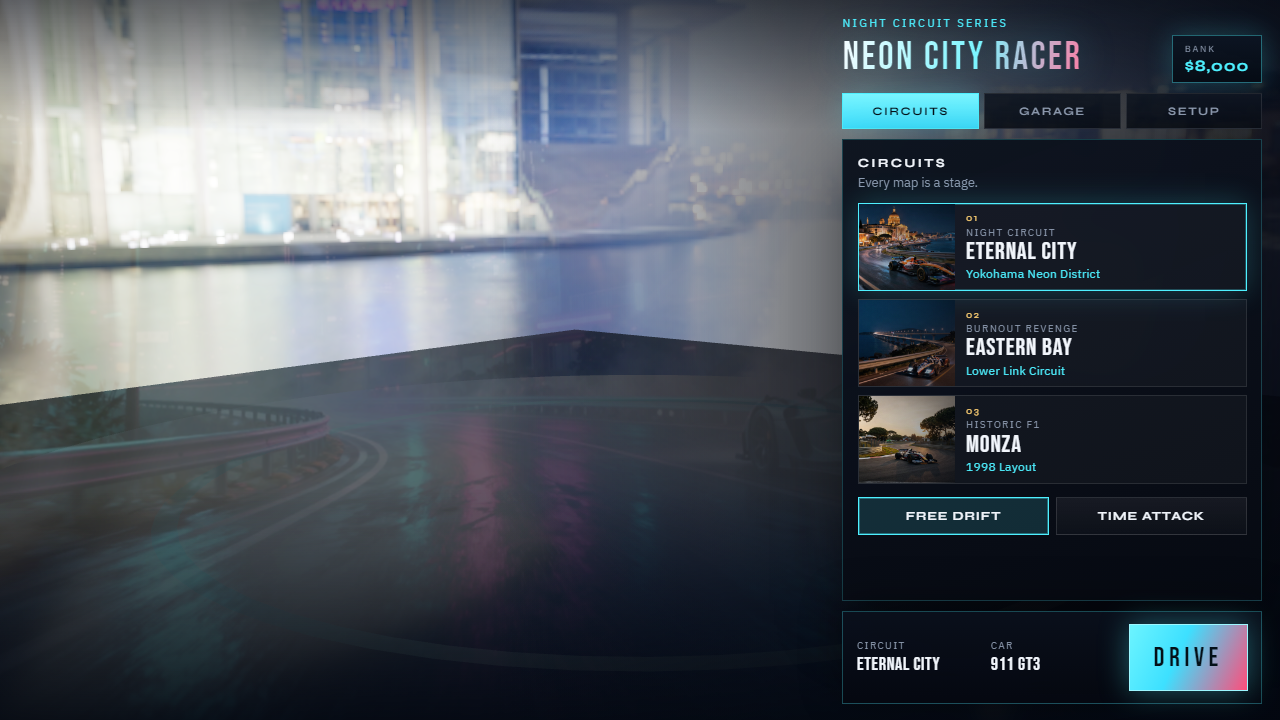 NIGHT CIRCUIT SERIES
NEON CITY RACER
BANK
$8,000
CIRCUITS
GARAGE
SETUP
CIRCUITS
Every map is a stage.
01
NIGHT CIRCUIT
ETERNAL CITY
Yokohama Neon District
02
BURNOUT REVENGE
EASTERN BAY
Lower Link Circuit
03
HISTORIC F1
MONZA
1998 Layout
FREE DRIFT
TIME ATTACK
CIRCUIT
ETERNAL CITY
CAR
911 GT3
DRIVE